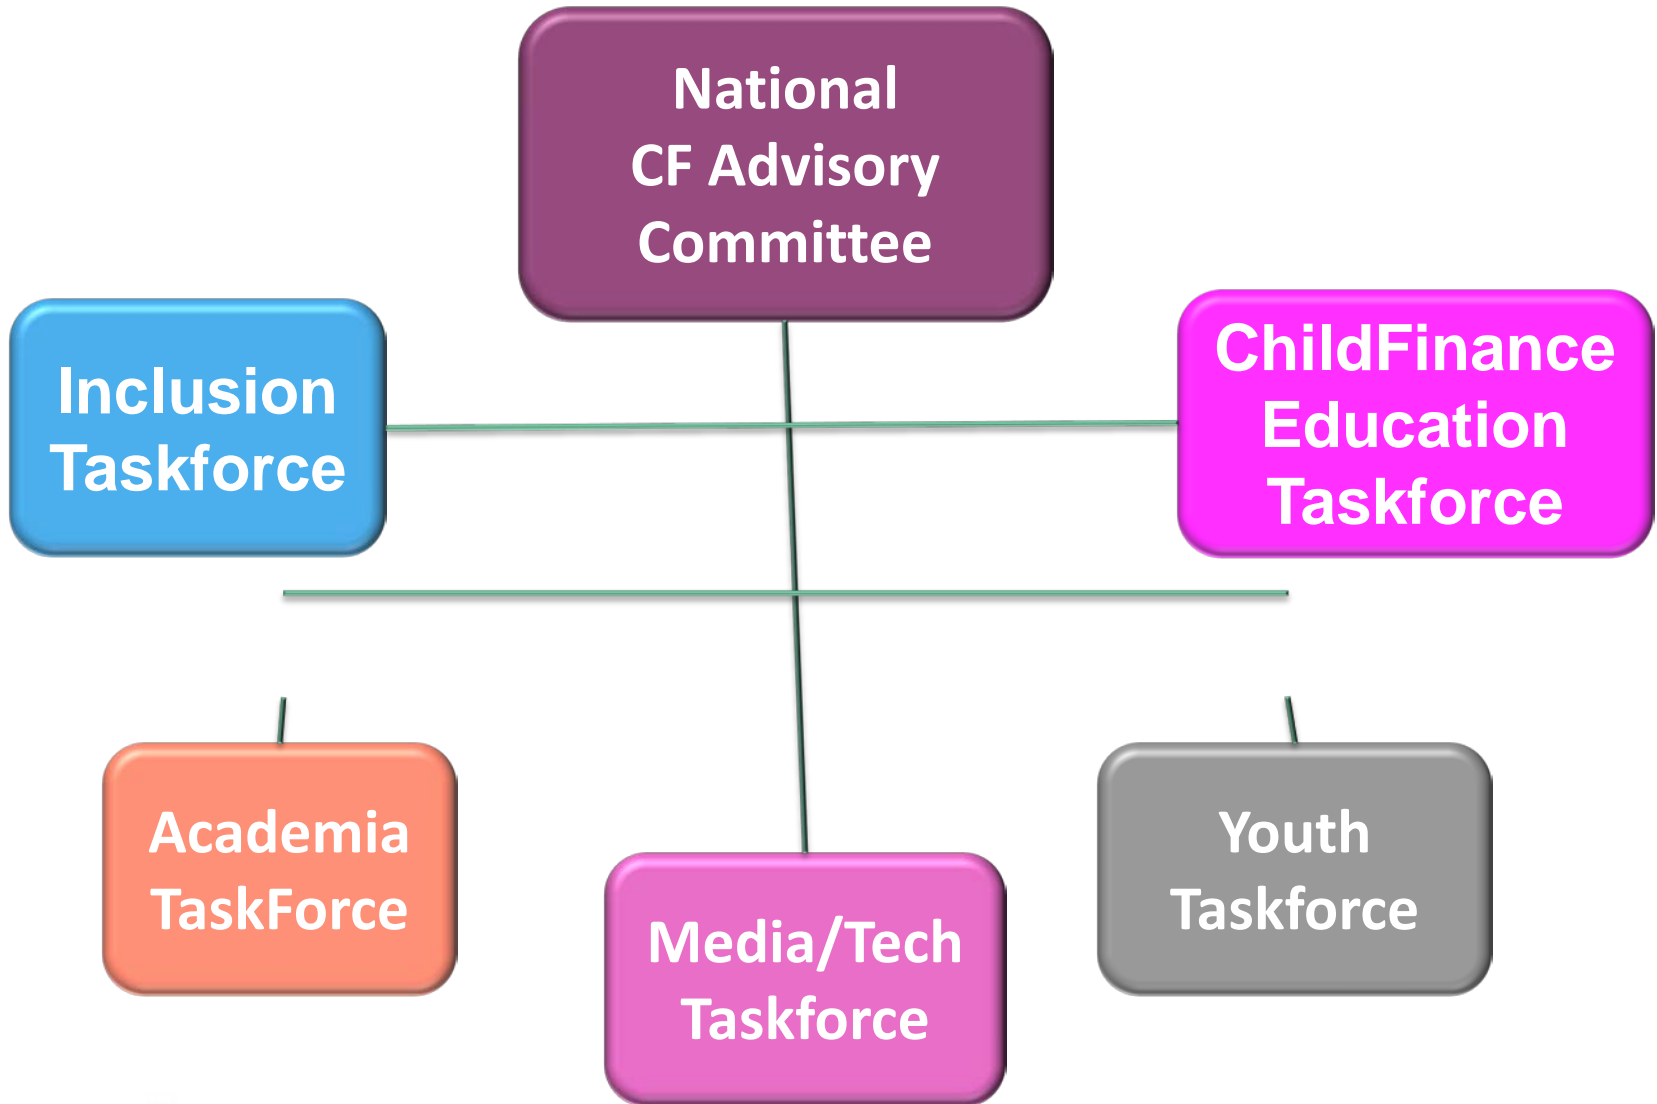 National
CF Advisory
Committee
Inclusion
Taskforce
ChildFinance
Education
Taskforce
Academia
TaskForce
Media/Tech
Taskforce
Youth
Taskforce